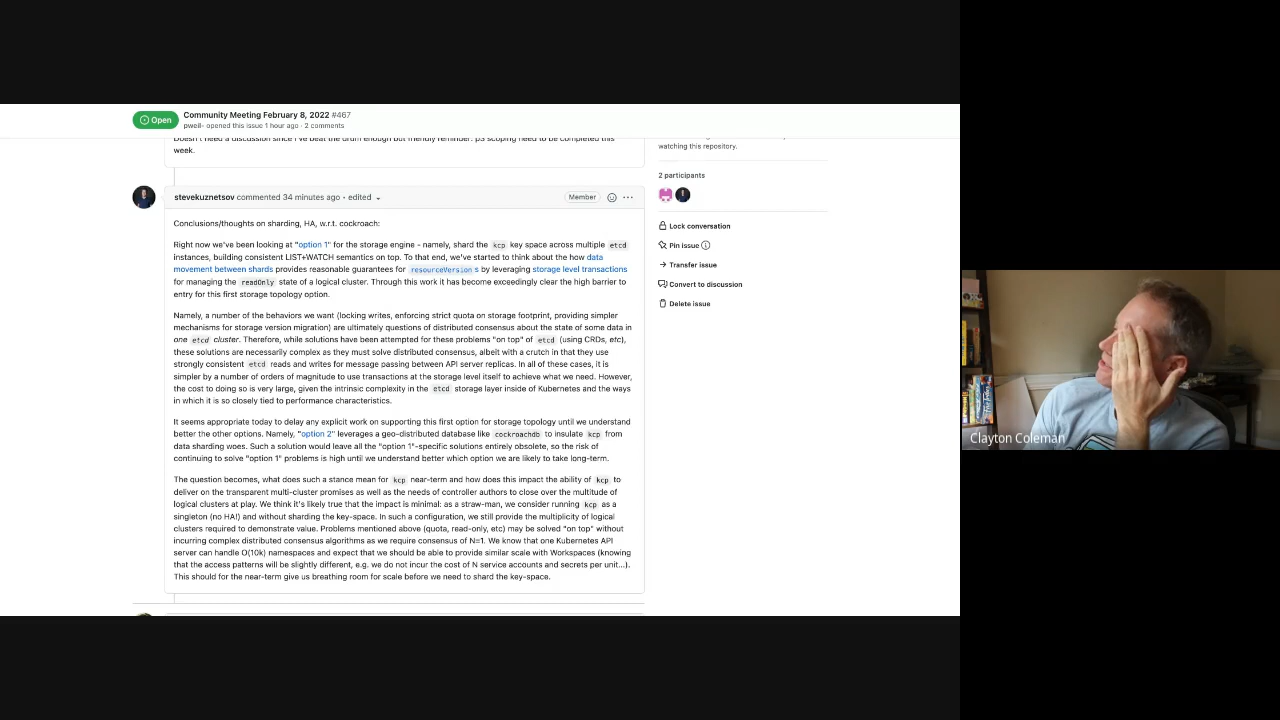 Open
Community Meeting February 8, 2022 #467
pweil- opened this issue 1 hour ago · 2 comments
Doesn't need a discussion since I've beat the drum enough but friendly reminder: p3 scoping need to be completed this
week.
stevekuznetsov commented 34 minutes ago • edited
Member
Conclusions/thoughts on sharding, HA, w.r.t. cockroach:
Right now we've been looking at "option 1" for the storage engine - namely, shard the kcp key space across multiple etcd
instances, building consistent LIST+WATCH semantics on top. To that end, we've started to think about the how data
movement between shards provides reasonable guarantees for resourceVersion s by leveraging storage level transactions
for managing the readOnly state of a logical cluster. Through this work it has become exceedingly clear the high barrier to
entry for this first storage topology option.
Namely, a number of the behaviors we want (locking writes, enforcing strict quota on storage footprint, providing simpler
mechanisms for storage version migration) are ultimately questions of distributed consensus about the state of some data in
one etcd cluster. Therefore, while solutions have been attempted for these problems "on top" of etcd (using CRDs, etc),
these solutions are necessarily complex as they must solve distributed consensus, albeit with a crutch in that they use
strongly consistent etcd reads and writes for message passing between API server replicas. In all of these cases, it is
simpler by a number of orders of magnitude to use transactions at the storage level itself to achieve what we need. However,
the cost to doing so is very large, given the intrinsic complexity in the etcd storage layer inside of Kubernetes and the ways
in which it is so closely tied to performance characteristics.
It seems appropriate today to delay any explicit work on supporting this first option for storage topology until we understand
better the other options. Namely, "option 2" leverages a geo-distributed database like cockroachdb to insulate kcp from
data sharding woes. Such a solution would leave all the "option 1"-specific solutions entirely obsolete, so the risk of
continuing to solve "option 1" problems is high until we understand better which option we are likely to take long-term.
The question becomes, what does such a stance mean for kcp near-term and how does this impact the ability of kcp to
deliver on the transparent multi-cluster promises as well as the needs of controller authors to close over the multitude of
logical clusters at play. We think it's likely true that the impact is minimal: as a straw-man, we consider running kcp as a
singleton (no HA!) and without sharding the key-space. In such a configuration, we still provide the multiplicity of logical
clusters required to demonstrate value. Problems mentioned above (quota, read-only, etc) may be solved "on top" without
incurring complex distributed consensus algorithms as we require consensus of N=1. We know that one Kubernetes API
server can handle O(10k) namespaces and expect that we should be able to provide similar scale with Workspaces (knowing
that the access patterns will be slightly different, e.g. we do not incur the cost of N service accounts and secrets per unit...).
This should for the near-term give us breathing room for scale before we need to shard the key-space.
watching this repository.
2 participants
Lock conversation
Pin issue
Transfer issue
Convert to discussion
Delete issue
Clayton Coleman